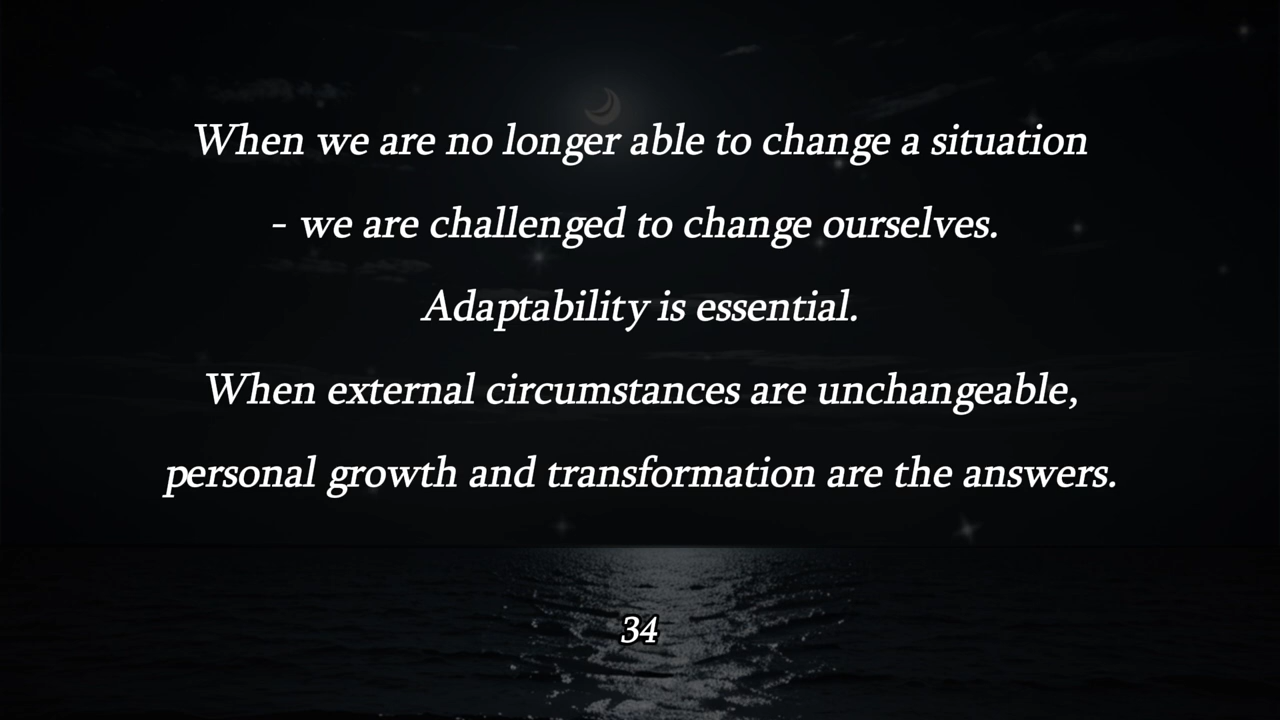 When we are no longer able to change a situation
- we are challenged to change ourselves.
Adaptability is essential.
When external circumstances are unchangeable,
personal growth and transformation are the answers.
34